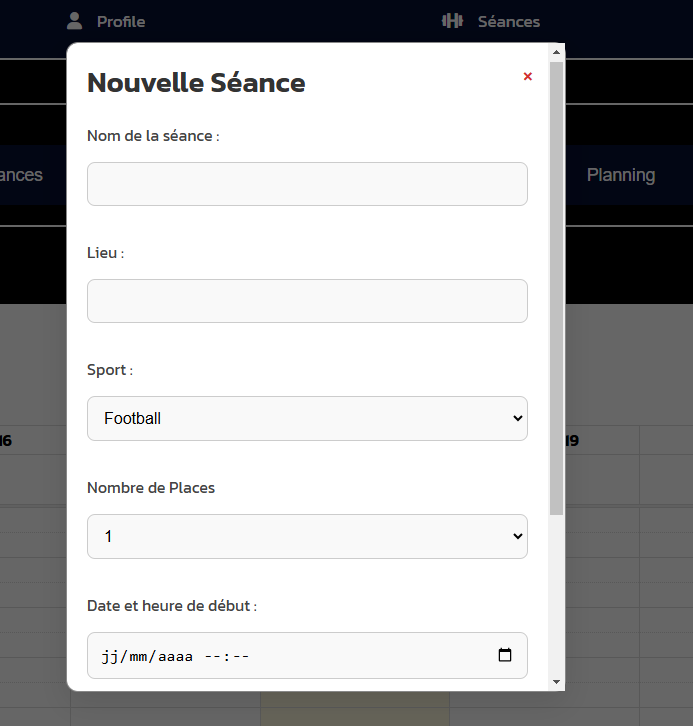 Profile
Séances
Nouvelle Séance
×
Nom de la séance :
ances
Planning
Lieu :
Sport :
Football
16
19
Nombre de Places
1
Date et heure de début :
jj/mm/aaaa --:--